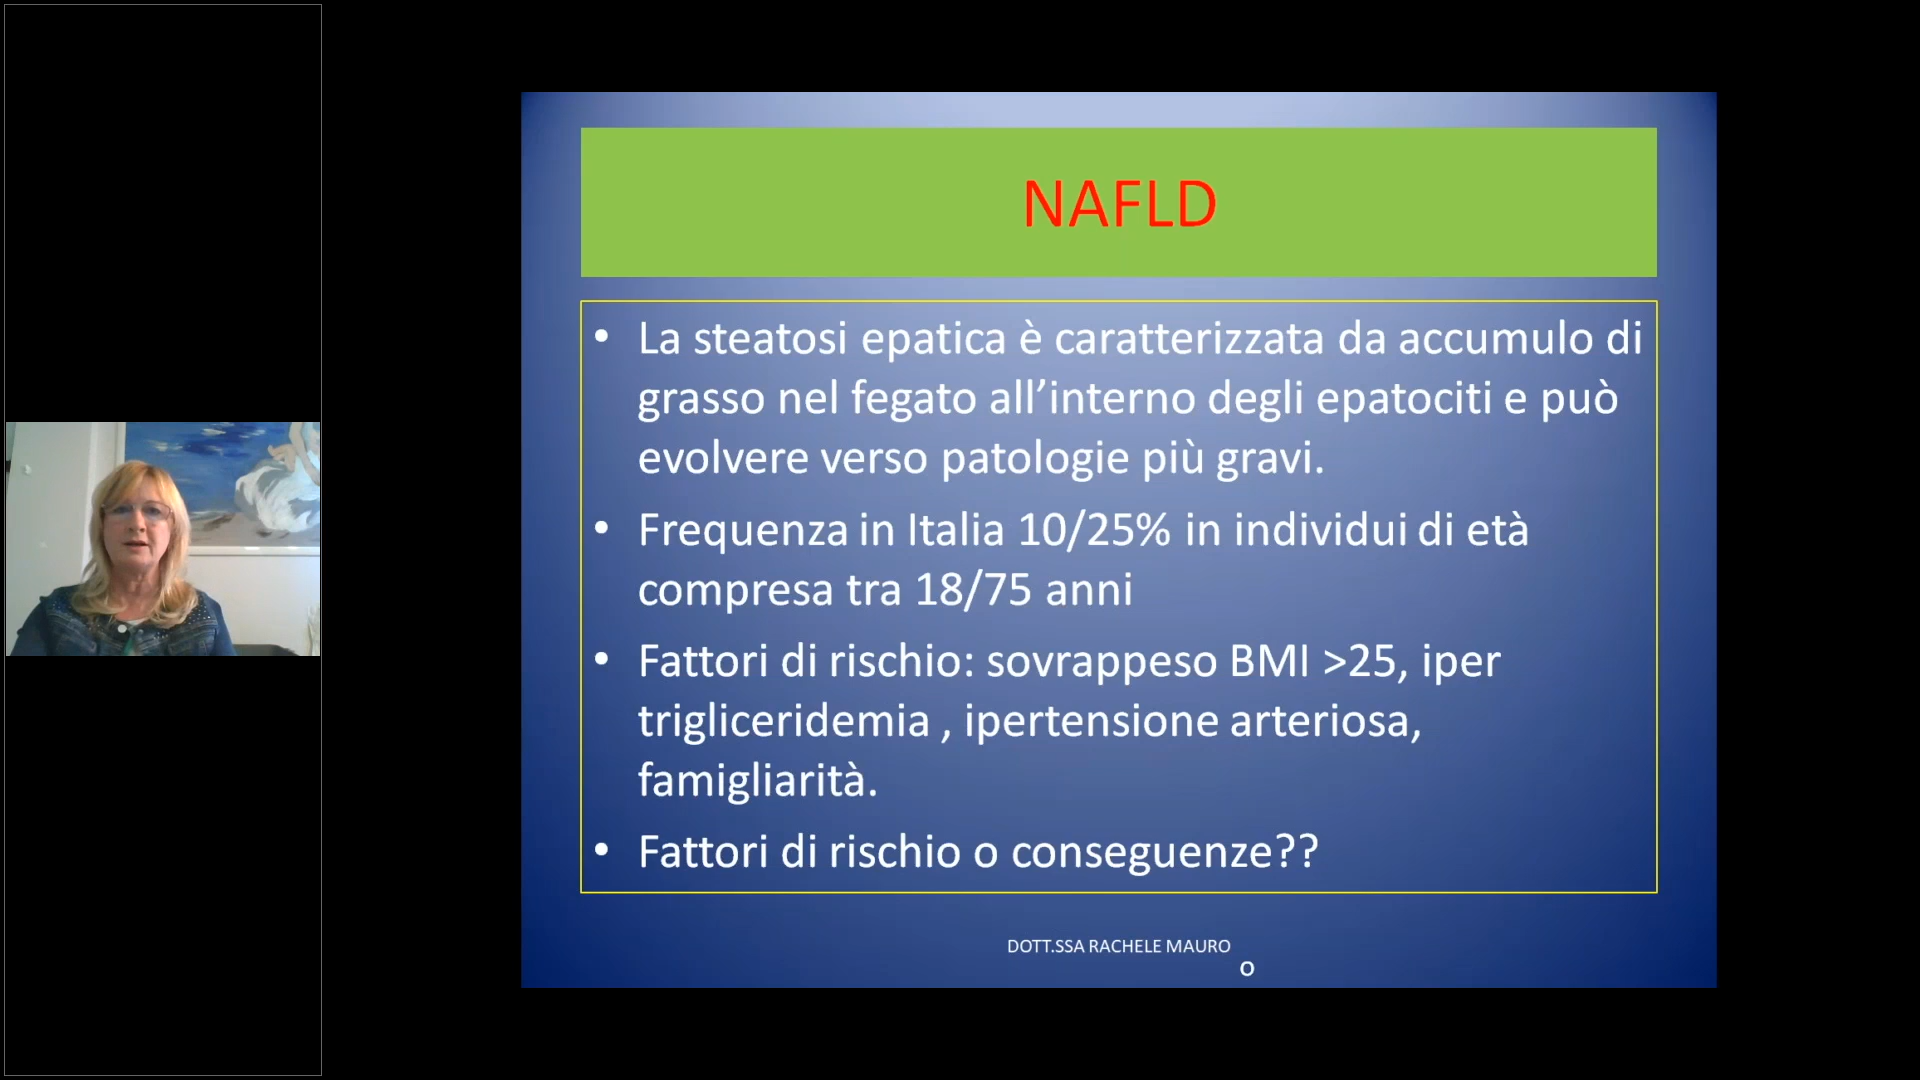 NAFLD
• La steatosi epatica è caratterizzata da accumulo di
grasso nel fegato all’interno degli epatociti e può
evolvere verso patologie più gravi.
• Frequenza in Italia 10/25% in individui di età
compresa tra 18/75 anni
• Fattori di rischio: sovrappeso BMI >25, iper
trigliceridemia , ipertensione arteriosa,
famigliarità.
• Fattori di rischio o conseguenze??
DOTT.SSA RACHELE MAURO
o